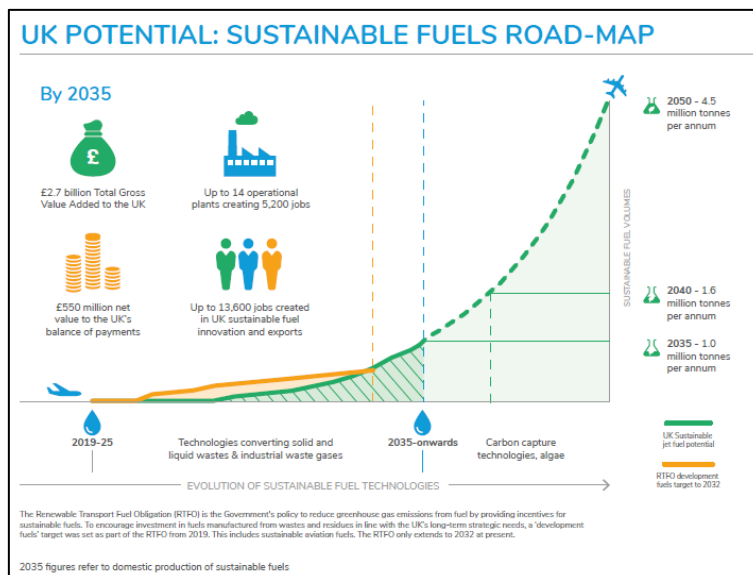 UK POTENTIAL: SUSTAINABLE FUELS ROAD-MAP
By 2035
£
£2.7 billion Total Gross
Value Added to the UK
Up to 14 operational
plants creating 5,200 jobs
£550 million net
value to the UK's
balance of payments
Up to 13,600 jobs created
in UK sustainable fuel
innovation and exports
2050 - 4.5
million tonnes
per annum
SUSTAINABLE FUEL VOLUMES
2040 - 1.6
million tonnes
per annum
2035 - 1.0
million tonnes
per annum
2019-25
Technologies converting solid and
liquid wastes & industrial waste gases
2035-onwards
Carbon capture
technologies, algae
UK Sustainable
jet fuel potential
RTFO development
fuels target to 2032
EVOLUTION OF SUSTAINABLE FUEL TECHNOLOGIES
The Renewable Transport Fuel Obligation (RTFO) is the Government's policy to reduce greenhouse gas emissions from fuel by providing incentives for
sustainable fuels. To encourage investment in fuels manufactured from wastes and residues in line with the UK's long-term strategic needs, a 'development
fuels' target was set as part of the RTFO from 2019. This includes sustainable aviation fuels. The RTFO only extends to 2032 at present.
2035 figures refer to domestic production of sustainable fuels